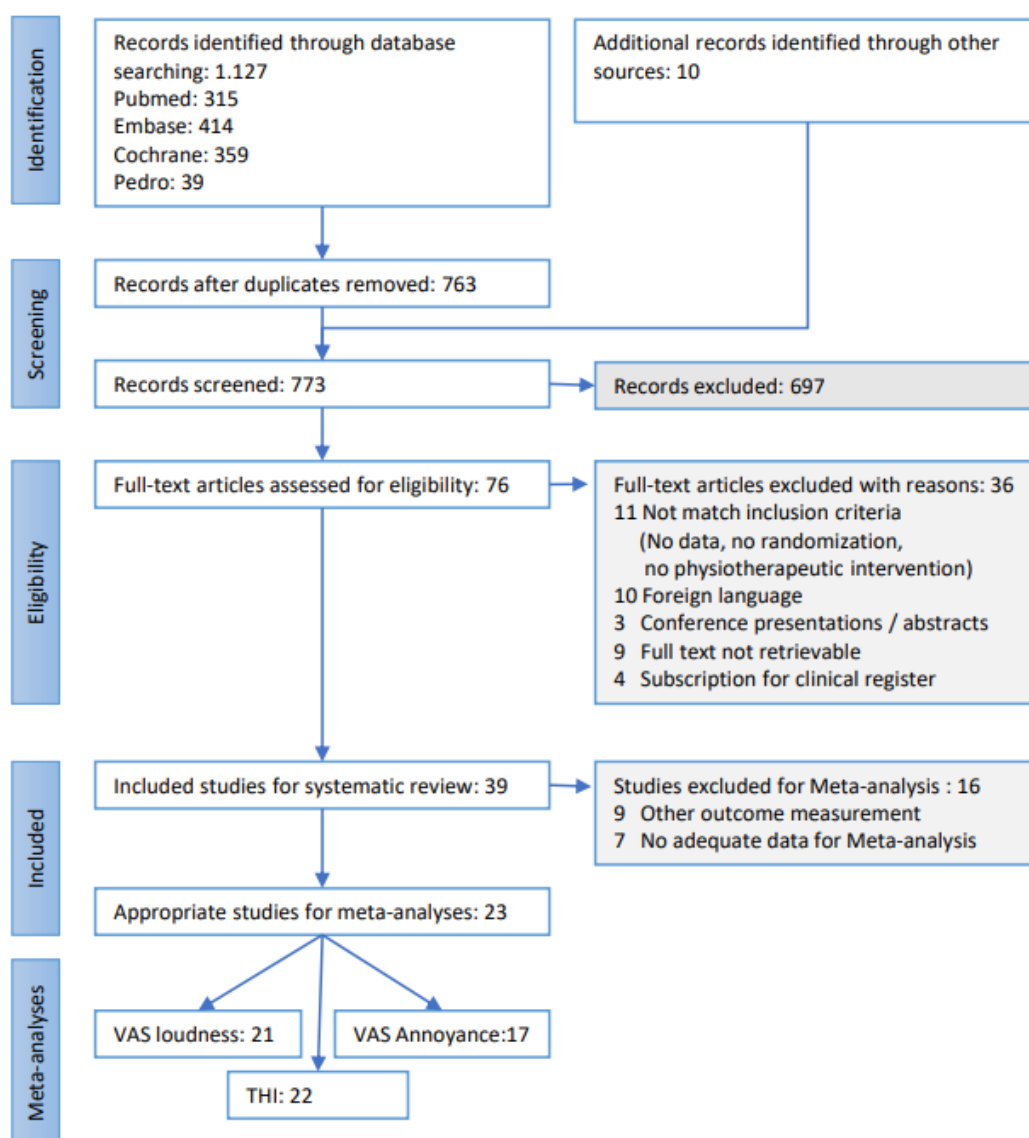 Identification
Records identified through database
searching: 1.127
Pubmed: 315
Embase: 414
Cochrane: 359
Pedro: 39
Additional records identified through other
sources: 10
Screening
Records after duplicates removed: 763
Records screened: 773
Records excluded: 697
Eligibility
Full-text articles assessed for eligibility: 76
Full-text articles excluded with reasons: 36
11 Not match inclusion criteria
(No data, no randomization,
no physiotherapeutic intervention)
10 Foreign language
3 Conference presentations / abstracts
9 Full text not retrievable
4 Subscription for clinical register
Included
Included studies for systematic review: 39
Studies excluded for Meta-analysis : 16
9 Other outcome measurement
7 No adequate data for Meta-analysis
Appropriate studies for meta-analyses: 23
Meta-analyses
VAS loudness: 21
VAS Annoyance:17
THI: 22